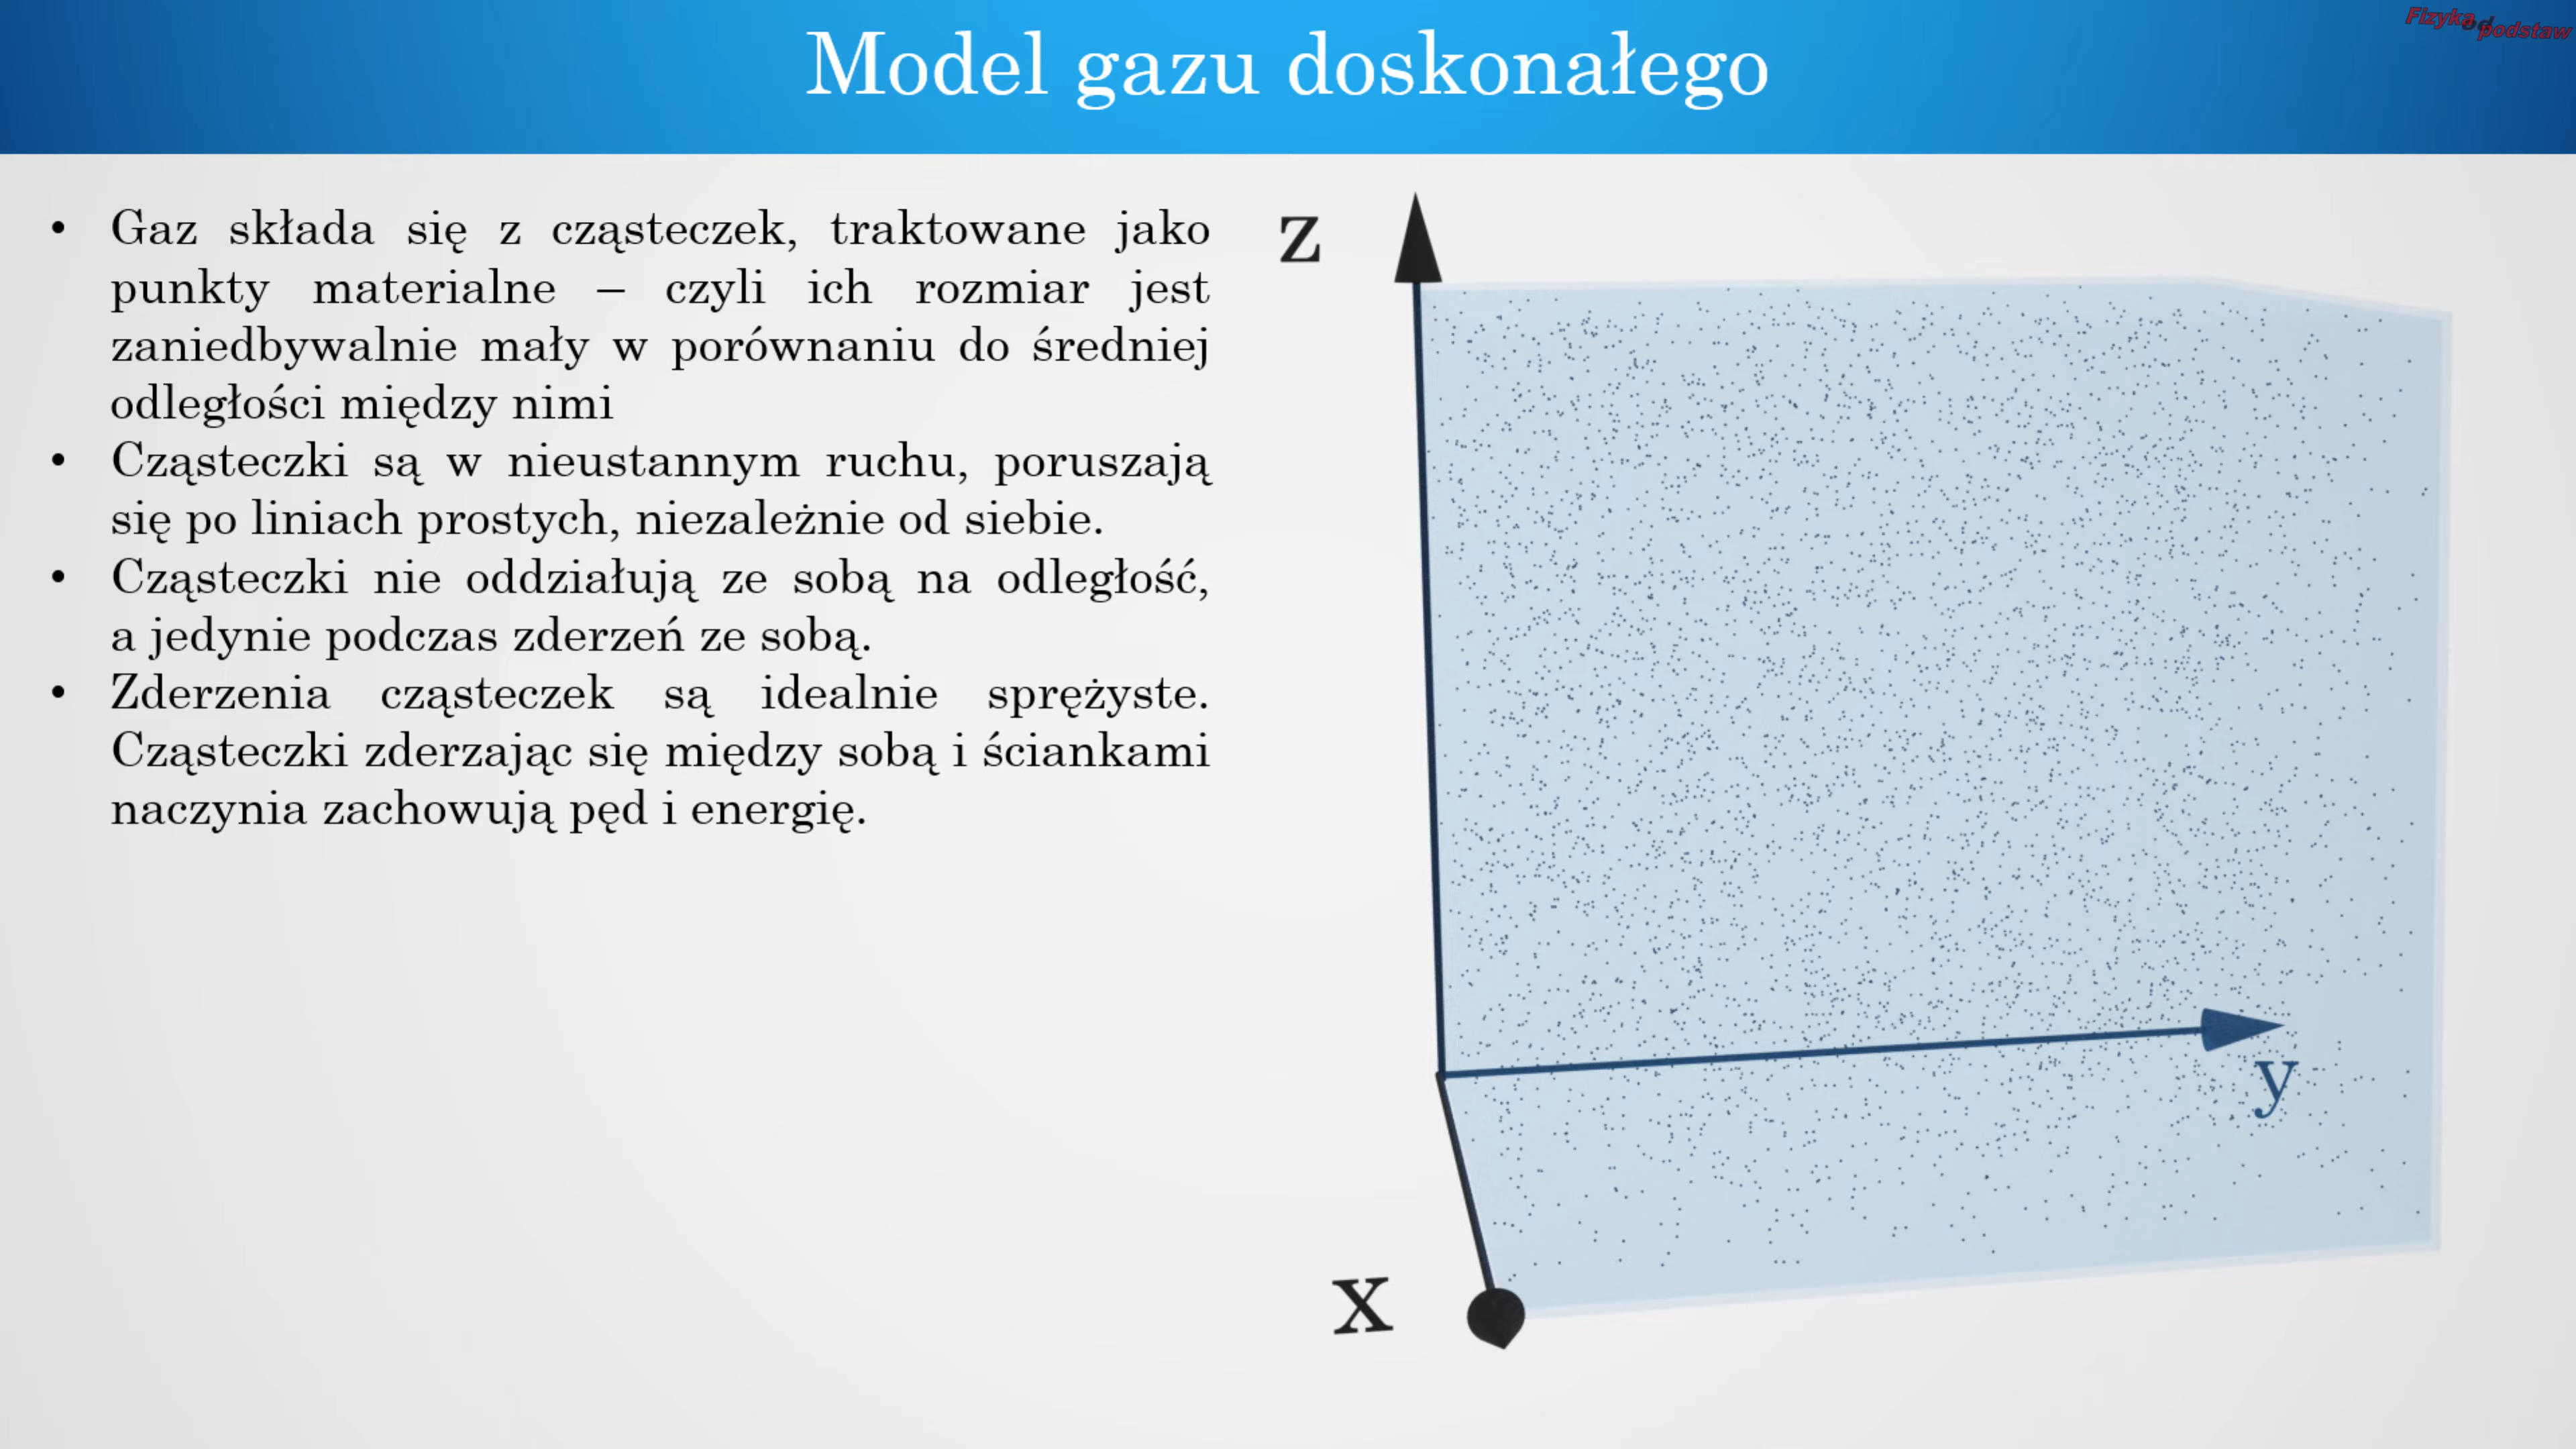 Model gazu doskonałego
Fizyka od podstaw
• Gaz składa się z cząsteczek, traktowane jako
punkty materialne – czyli ich rozmiar jest
zaniedbywalnie mały w porównaniu do średniej
odległości między nimi
• Cząsteczki są w nieustannym ruchu, poruszają
się po liniach prostych, niezależnie od siebie.
• Cząsteczki nie oddziałują ze sobą na odległość,
a jedynie podczas zderzeń ze sobą.
• Zderzenia cząsteczek są idealnie sprężyste.
Cząsteczki zderzając się między sobą i ściankami
naczynia zachowują pęd i energię.
z
y
x